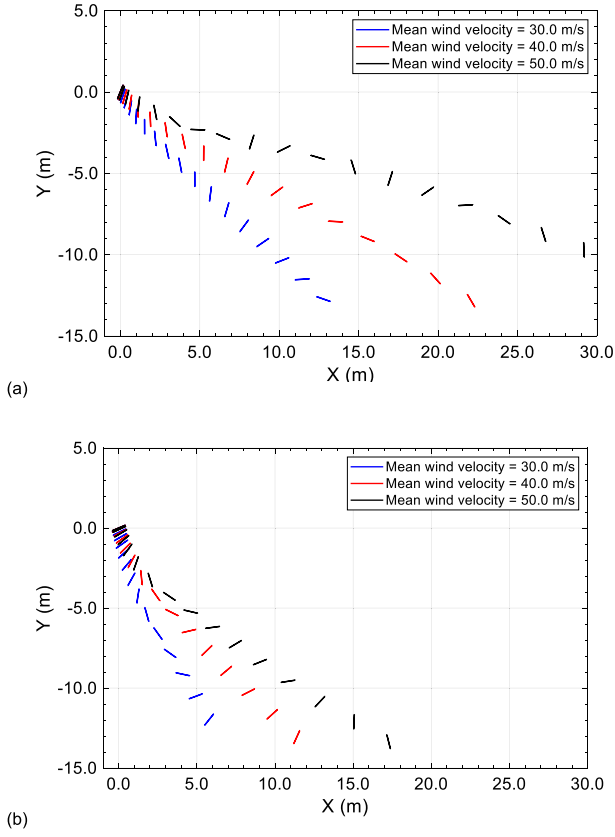 5.0
Mean wind velocity = 30.0 m/s
Mean wind velocity = 40.0 m/s
Mean wind velocity = 50.0 m/s
0.0
-5.0
-10.0
-15.0
Y (m)
0.0 5.0 10.0 15.0 20.0 25.0 30.0
X (m)
(a)
5.0
Mean wind velocity = 30.0 m/s
Mean wind velocity = 40.0 m/s
Mean wind velocity = 50.0 m/s
0.0
-5.0
-10.0
-15.0
Y (m)
0.0 5.0 10.0 15.0 20.0 25.0 30.0
X (m)
(b)